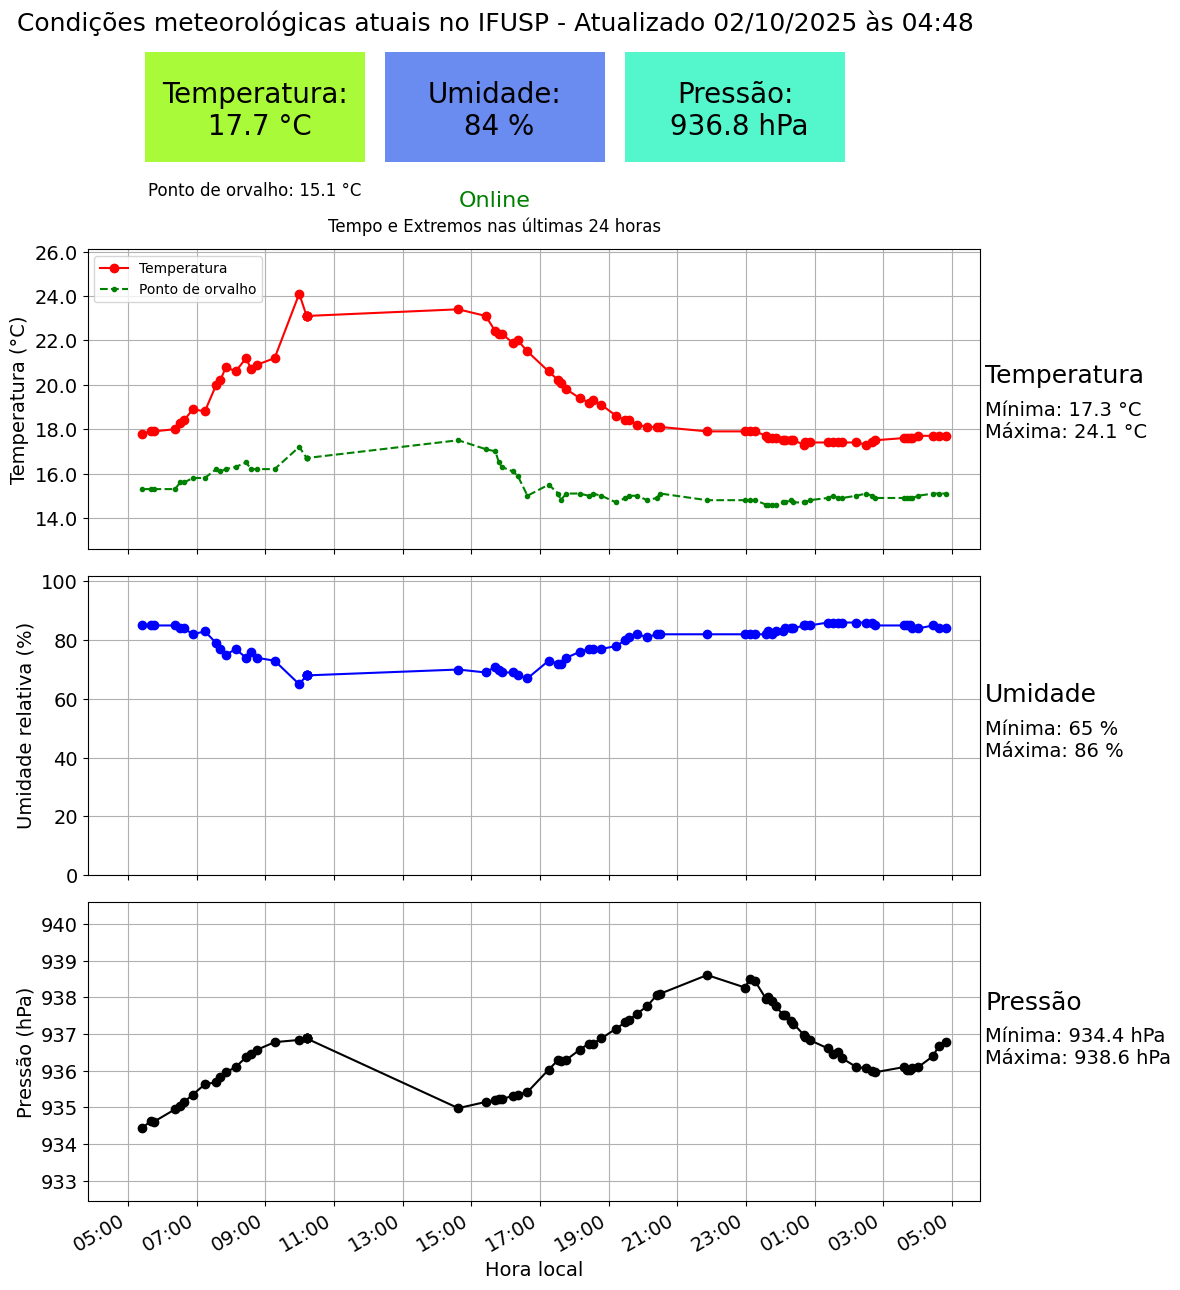 Condições meteorológicas atuais no IFUSP - Atualizado 02/10/2025 às 04:48
Temperatura:
17.7 °C
Umidade:
84 %
Pressão:
936.8 hPa
Ponto de orvalho: 15.1 °C
Online
Tempo e Extremos nas últimas 24 horas
Temperatura (°C)
26.0
24.0
22.0
20.0
18.0
16.0
14.0
Temperatura
Ponto de orvalho
Temperatura
Mínima: 17.3 °C
Máxima: 24.1 °C
Umidade relativa (%)
100
80
60
40
20
0
Umidade
Mínima: 65 %
Máxima: 86 %
Pressão (hPa)
940
939
938
937
936
935
934
933
Pressão
Mínima: 934.4 hPa
Máxima: 938.6 hPa
05:00 07:00 09:00 11:00 13:00 15:00 17:00 19:00 21:00 23:00 01:00 03:00 05:00
Hora local